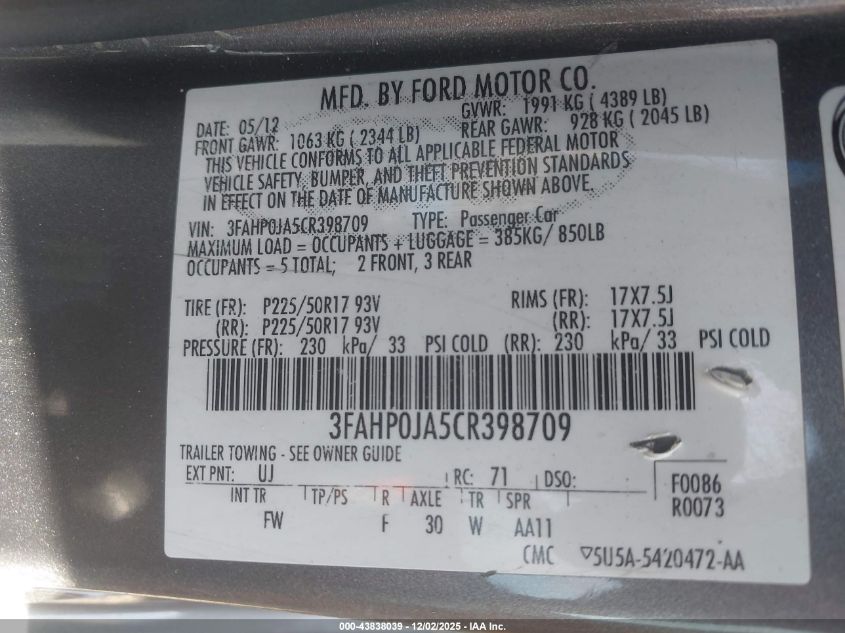 MFD. BY FORD MOTOR CO.
DATE: 05/12 GVWR: 1991 KG ( 4389 LB)
FRONT GAWR: 1063 KG ( 2344 LB) REAR GAWR: 928 KG ( 2045 LB)
THIS VEHICLE CONFORMS TO ALL APPLICABLE FEDERAL MOTOR
VEHICLE SAFETY, BUMPER, AND THEFT PREVENTION STANDARDS
IN EFFECT ON THE DATE OF MANUFACTURE SHOWN ABOVE.
VIN: 3FAHP0JA5CR398709 TYPE: Passenger Car
MAXIMUM LOAD = OCCUPANTS + LUGGAGE = 385KG/ 850LB
OCCUPANTS = 5 TOTAL; 2 FRONT, 3 REAR
TIRE (FR): P225/50R17 93V RIMS (FR): 17X7.5J
(RR): P225/50R17 93V (RR): 17X7.5J
PRESSURE (FR): 230 kPa/ 33 PSI COLD (RR): 230 kPa/ 33 PSI COLD
3FAHP0JA5CR398709
TRAILER TOWING - SEE OWNER GUIDE
EXT PNT: UJ RC: 71 DSO: F0086
INT TR TP/PS R AXLE TR SPR R0073
FW F 30 W AA11
CMC ▽5U5A-5420472-AA
000-43838039 - 12/02/2025 - IAA Inc.